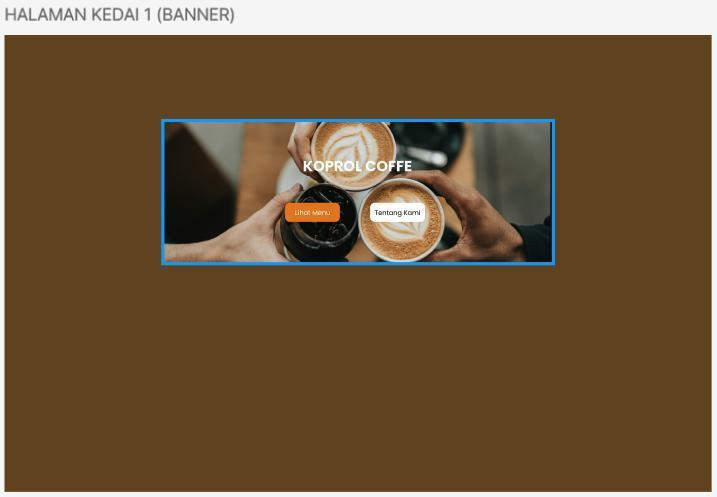 HALAMAN KEDAI 1 (BANNER)
KOPROL COFFE
Lihat Menu
Tentang Kami